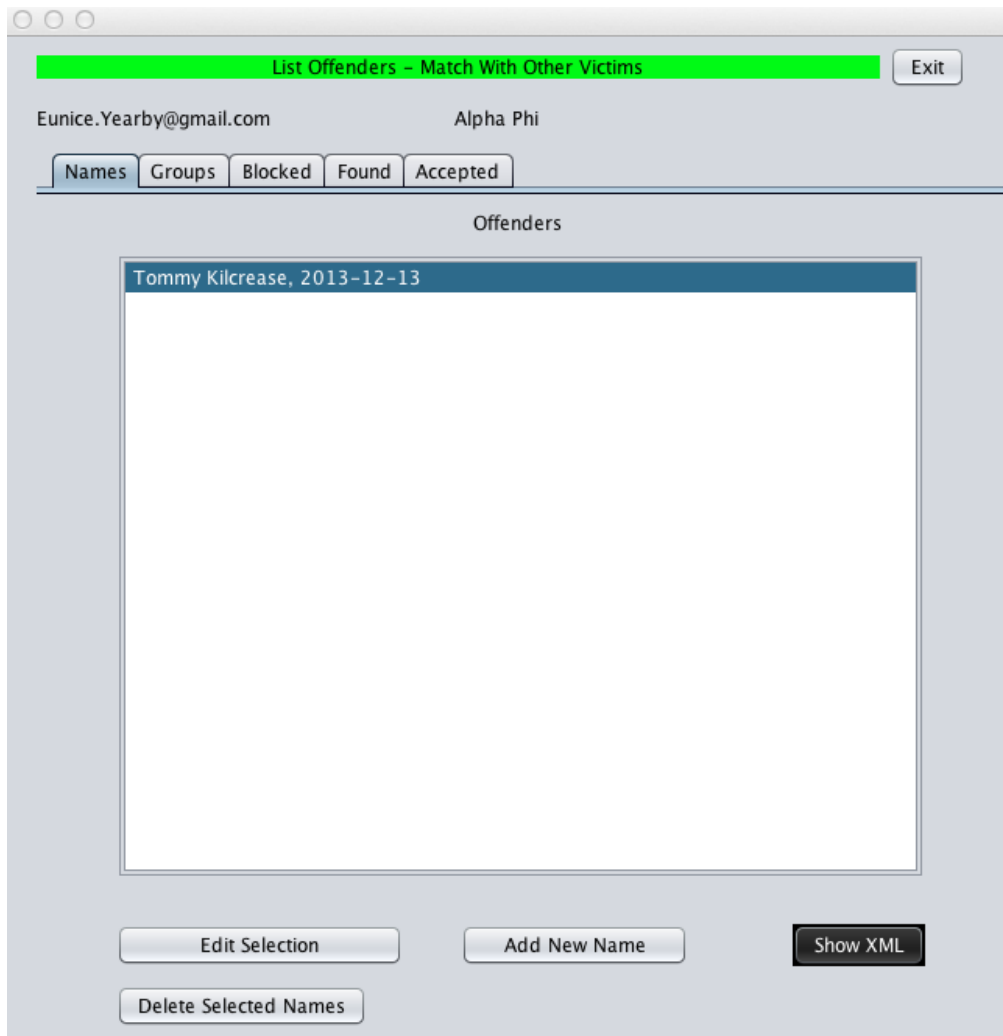 List Offenders – Match With Other Victims Exit
Eunice.Yearby@gmail.com Alpha Phi
Names Groups Blocked Found Accepted
Offenders
Tommy Kilcrease, 2013-12-13
Edit Selection Add New Name Show XML
Delete Selected Names